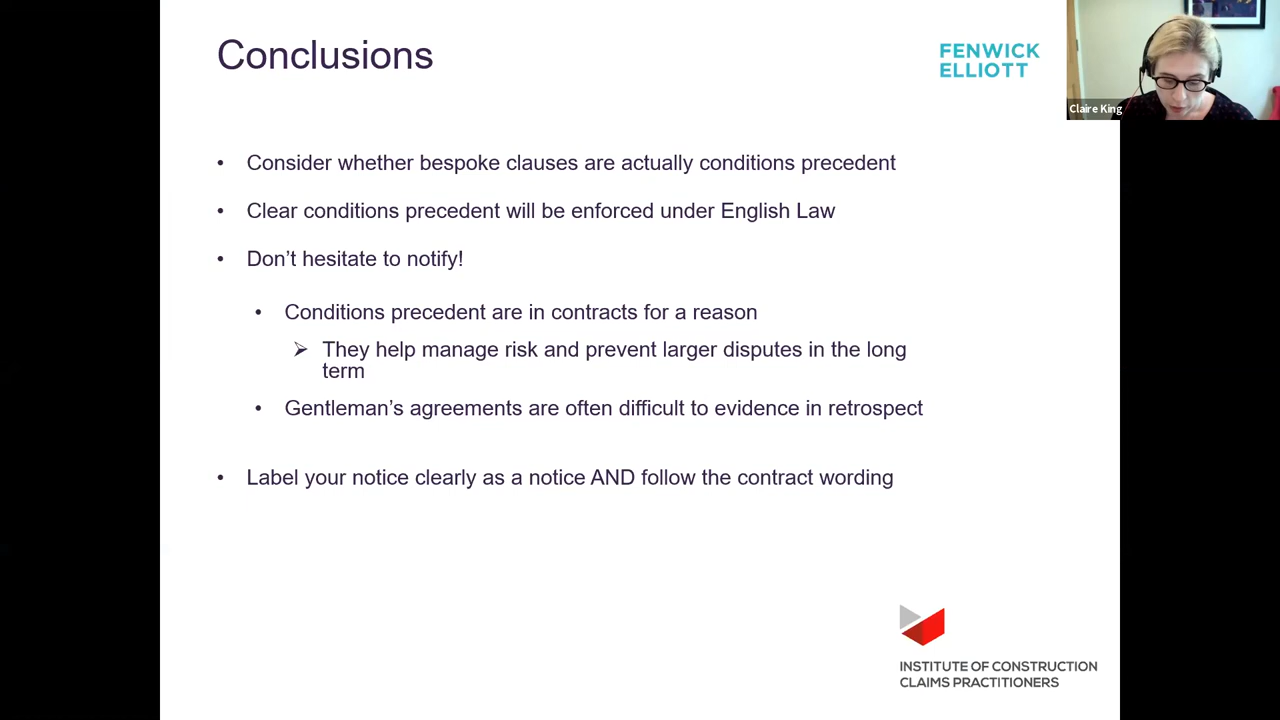 Conclusions
FENWICK
ELLIOTT
Claire King
• Consider whether bespoke clauses are actually conditions precedent
• Clear conditions precedent will be enforced under English Law
• Don’t hesitate to notify!
• Conditions precedent are in contracts for a reason
➢ They help manage risk and prevent larger disputes in the long
term
• Gentleman’s agreements are often difficult to evidence in retrospect
• Label your notice clearly as a notice AND follow the contract wording
INSTITUTE OF CONSTRUCTION
CLAIMS PRACTITIONERS